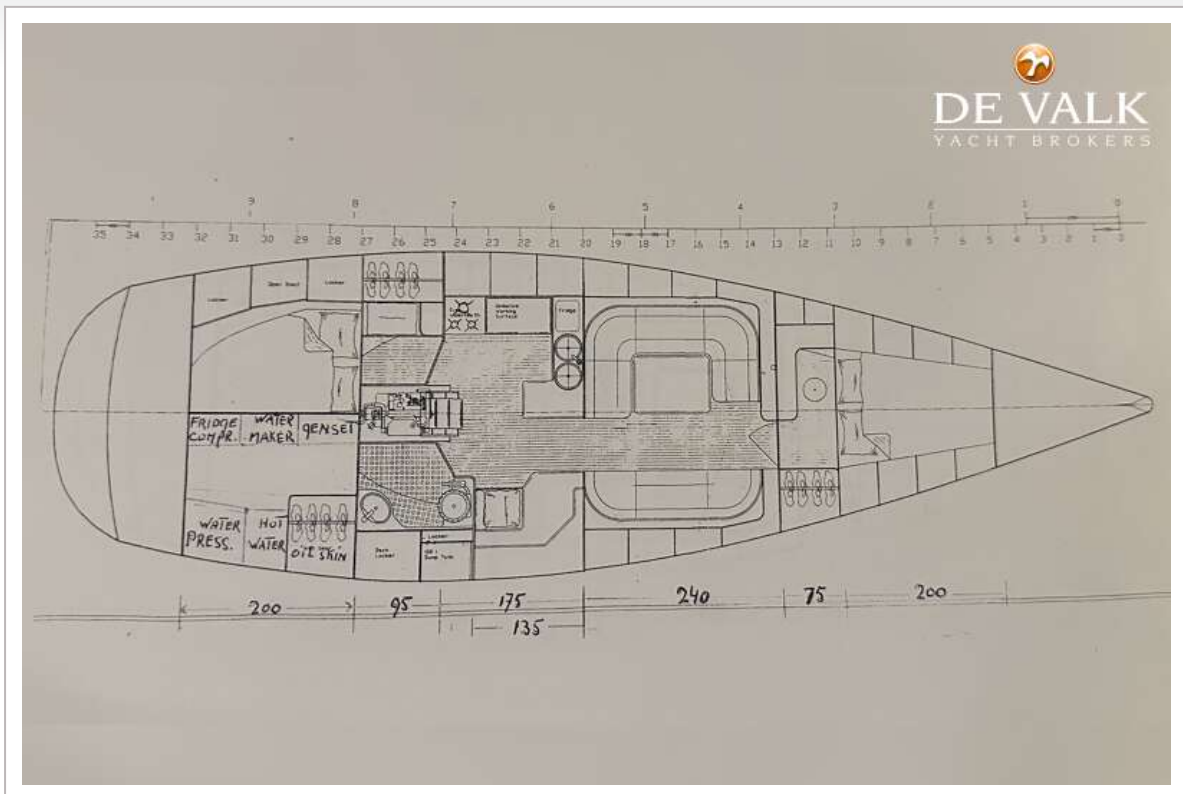 DE VALK
YACHT BROKERS
9 8 7 6 5 4 3 2 1 0
35 34 33 32 31 30 29 28 27 26 25 24 23 22 21 20 19 18 17 16 15 14 13 12 11 10 9 8 7 6 5 4 3 2 1 0
Locker
Locker
Working
Surface
Fridge
FRIDGE
COMPR.
WATER
MAKER
GENSET
WATER
PRESS.
HOT
WATER
OIL SKIN
Locker
Locker
200 95 175 240 75 200
135